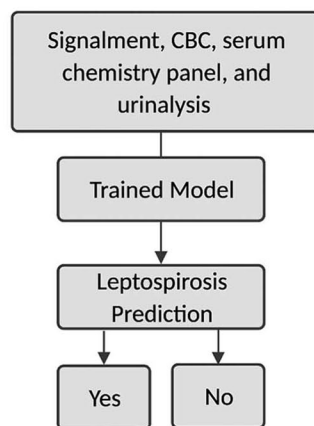 Signalment, CBC, serum
chemistry panel, and
urinalysis
Trained Model
Leptospirosis
Prediction
Yes
No